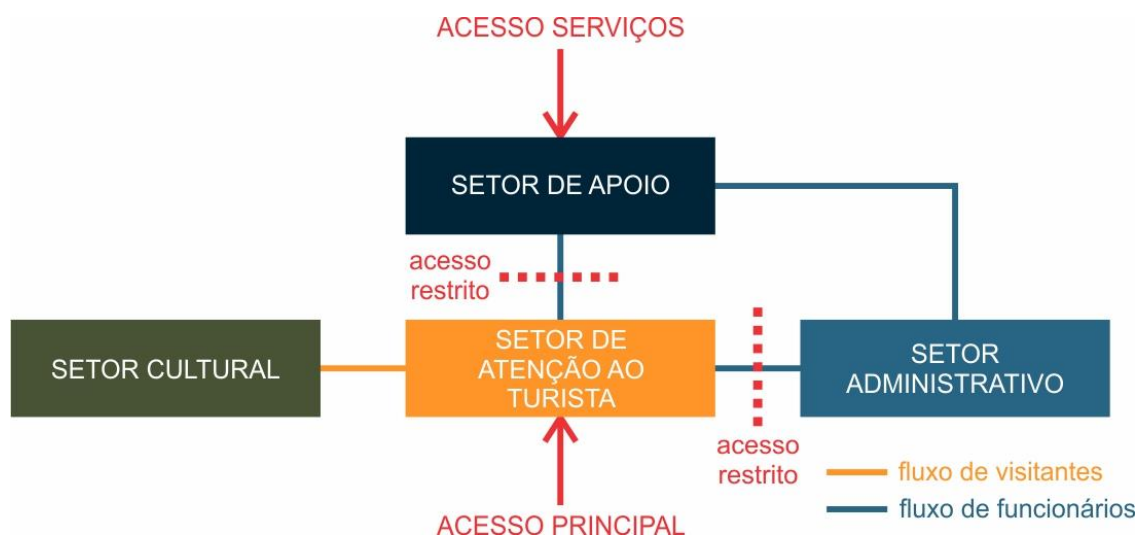 ACESSO SERVIÇOS
SETOR DE APOIO
acesso
restrito
SETOR CULTURAL
SETOR DE
ATENÇÃO AO
TURISTA
SETOR
ADMINISTRATIVO
acesso
restrito
fluxo de visitantes
fluxo de funcionários
ACESSO PRINCIPAL